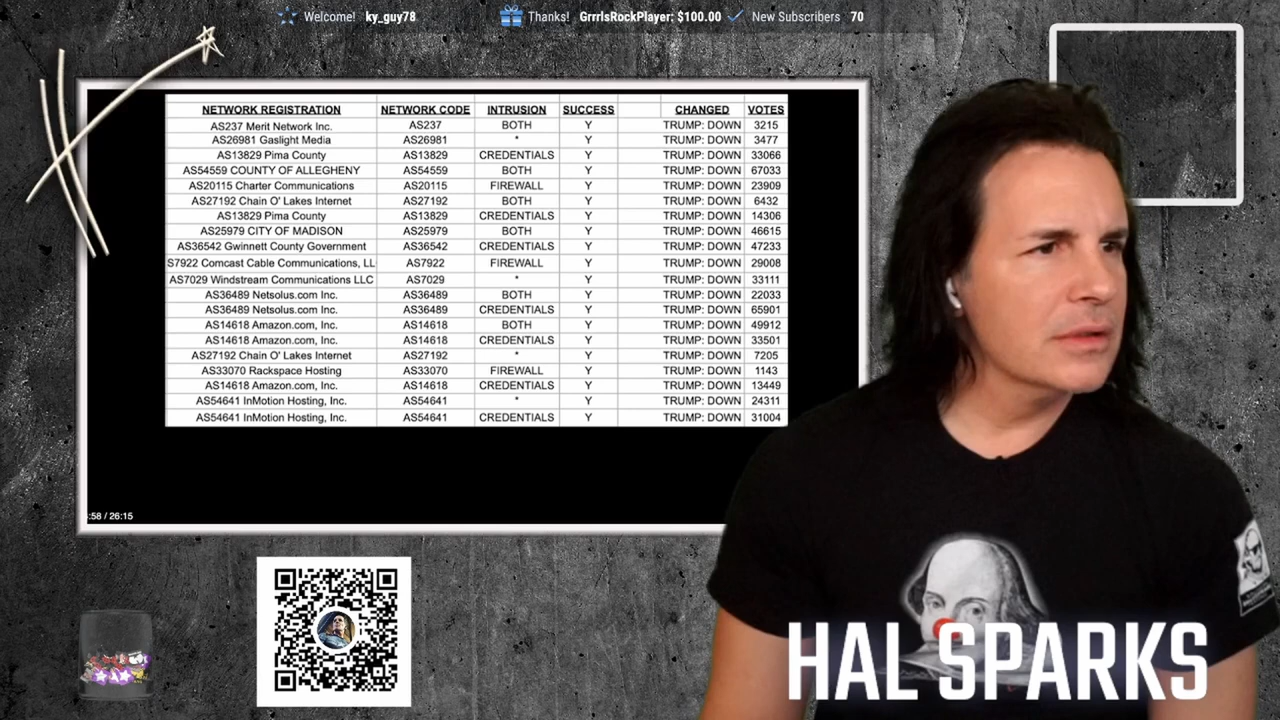 Welcome! ky_guy78 Thanks! GrrrlsRockPlayer: $100.00 New Subscribers 70
NETWORK REGISTRATION NETWORK CODE INTRUSION SUCCESS CHANGED VOTES
AS237 Merit Network Inc. AS237 BOTH Y TRUMP: DOWN 3215
AS26981 Gaslight Media AS26981 * Y TRUMP: DOWN 3477
AS13829 Pima County AS13829 CREDENTIALS Y TRUMP: DOWN 33066
AS54559 COUNTY OF ALLEGHENY AS54559 BOTH Y TRUMP: DOWN 67033
AS20115 Charter Communications AS20115 FIREWALL Y TRUMP: DOWN 23909
AS27192 Chain O' Lakes Internet AS27192 BOTH Y TRUMP: DOWN 6432
AS13829 Pima County AS13829 CREDENTIALS Y TRUMP: DOWN 14306
AS25979 CITY OF MADISON AS25979 BOTH Y TRUMP: DOWN 46615
AS36542 Gwinnett County Government AS36542 CREDENTIALS Y TRUMP: DOWN 47233
S7922 Comcast Cable Communications, LL AS7922 FIREWALL Y TRUMP: DOWN 29008
AS7029 Windstream Communications LLC AS7029 * Y TRUMP: DOWN 33111
AS36489 Netsolus.com Inc. AS36489 BOTH Y TRUMP: DOWN 22033
AS36489 Netsolus.com Inc. AS36489 CREDENTIALS Y TRUMP: DOWN 65901
AS14618 Amazon.com, Inc. AS14618 BOTH Y TRUMP: DOWN 49912
AS14618 Amazon.com, Inc. AS14618 CREDENTIALS Y TRUMP: DOWN 33501
AS27192 Chain O' Lakes Internet AS27192 * Y TRUMP: DOWN 7205
AS33070 Rackspace Hosting AS33070 FIREWALL Y TRUMP: DOWN 1143
AS14618 Amazon.com, Inc. AS14618 CREDENTIALS Y TRUMP: DOWN 13449
AS54641 InMotion Hosting, Inc. AS54641 * Y TRUMP: DOWN 24311
AS54641 InMotion Hosting, Inc. AS54641 CREDENTIALS Y TRUMP: DOWN 31004
:58 / 26:15
HAL SPARKS